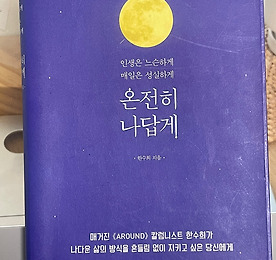 인생은 느슨하게
매일은 성실하게
온전히
나답게
· 한수희 지음 ·
매거진 《AROUND》 칼럼니스트 한수희가
나다운 삶의 방식을 흔들림 없이 지키고 싶은 당신에게